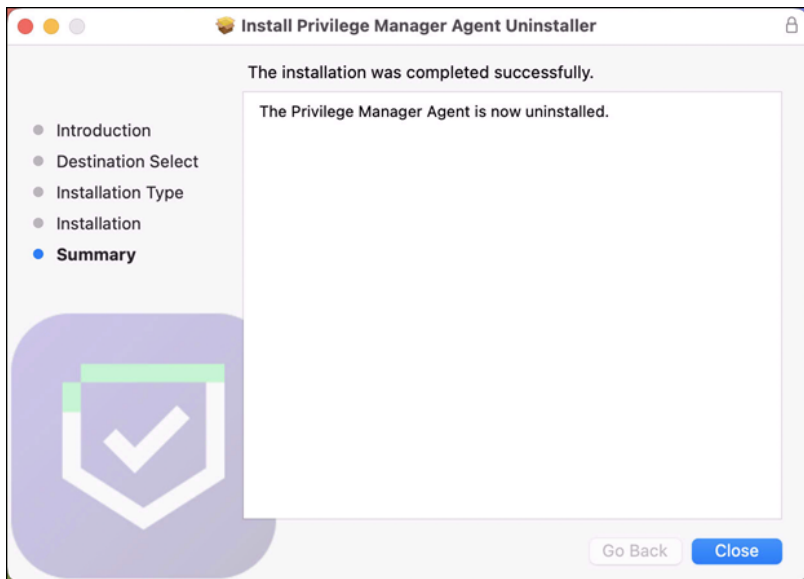 Install Privilege Manager Agent Uninstaller
The installation was completed successfully.
The Privilege Manager Agent is now uninstalled.
Introduction
Destination Select
Installation Type
Installation
Summary
Go Back
Close